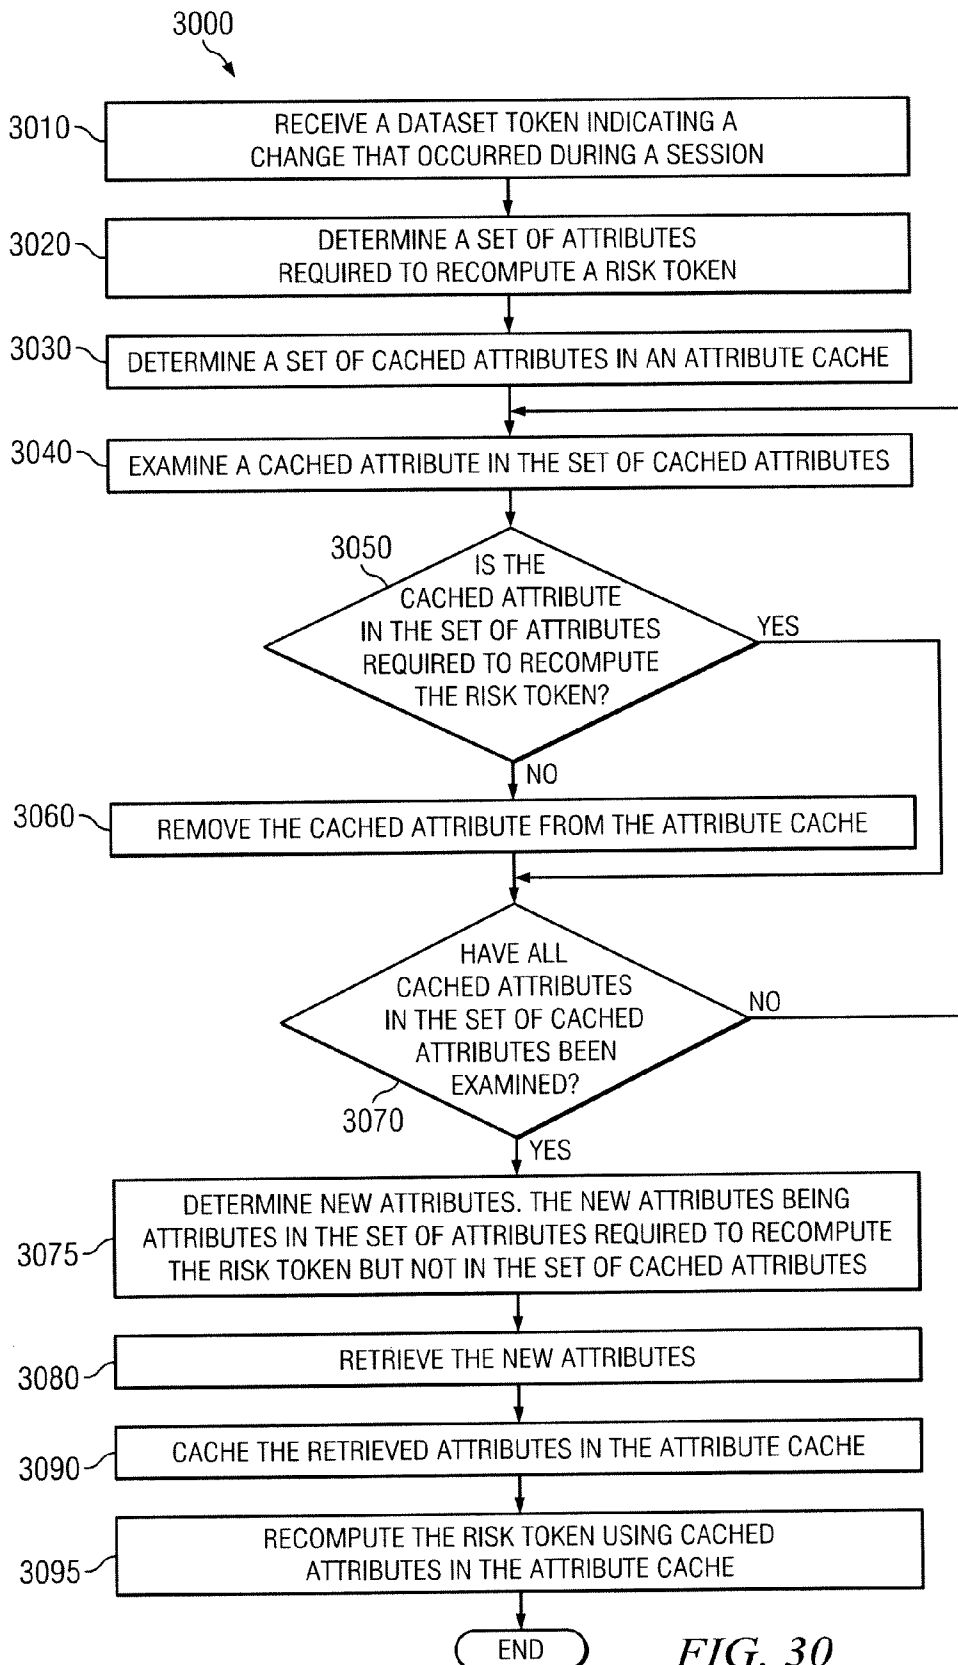 3000
3010
RECEIVE A DATASET TOKEN INDICATING A
CHANGE THAT OCCURRED DURING A SESSION
3020
DETERMINE A SET OF ATTRIBUTES
REQUIRED TO RECOMPUTE A RISK TOKEN
3030
DETERMINE A SET OF CACHED ATTRIBUTES IN AN ATTRIBUTE CACHE
3040
EXAMINE A CACHED ATTRIBUTE IN THE SET OF CACHED ATTRIBUTES
3050
IS THE
CACHED ATTRIBUTE
IN THE SET OF ATTRIBUTES
REQUIRED TO RECOMPUTE
THE RISK TOKEN?
YES
NO
3060
REMOVE THE CACHED ATTRIBUTE FROM THE ATTRIBUTE CACHE
HAVE ALL
CACHED ATTRIBUTES
IN THE SET OF CACHED
ATTRIBUTES BEEN
EXAMINED?
NO
3070
YES
3075
DETERMINE NEW ATTRIBUTES. THE NEW ATTRIBUTES BEING
ATTRIBUTES IN THE SET OF ATTRIBUTES REQUIRED TO RECOMPUTE
THE RISK TOKEN BUT NOT IN THE SET OF CACHED ATTRIBUTES
3080
RETRIEVE THE NEW ATTRIBUTES
3090
CACHE THE RETRIEVED ATTRIBUTES IN THE ATTRIBUTE CACHE
3095
RECOMPUTE THE RISK TOKEN USING CACHED
ATTRIBUTES IN THE ATTRIBUTE CACHE
END
FIG. 30